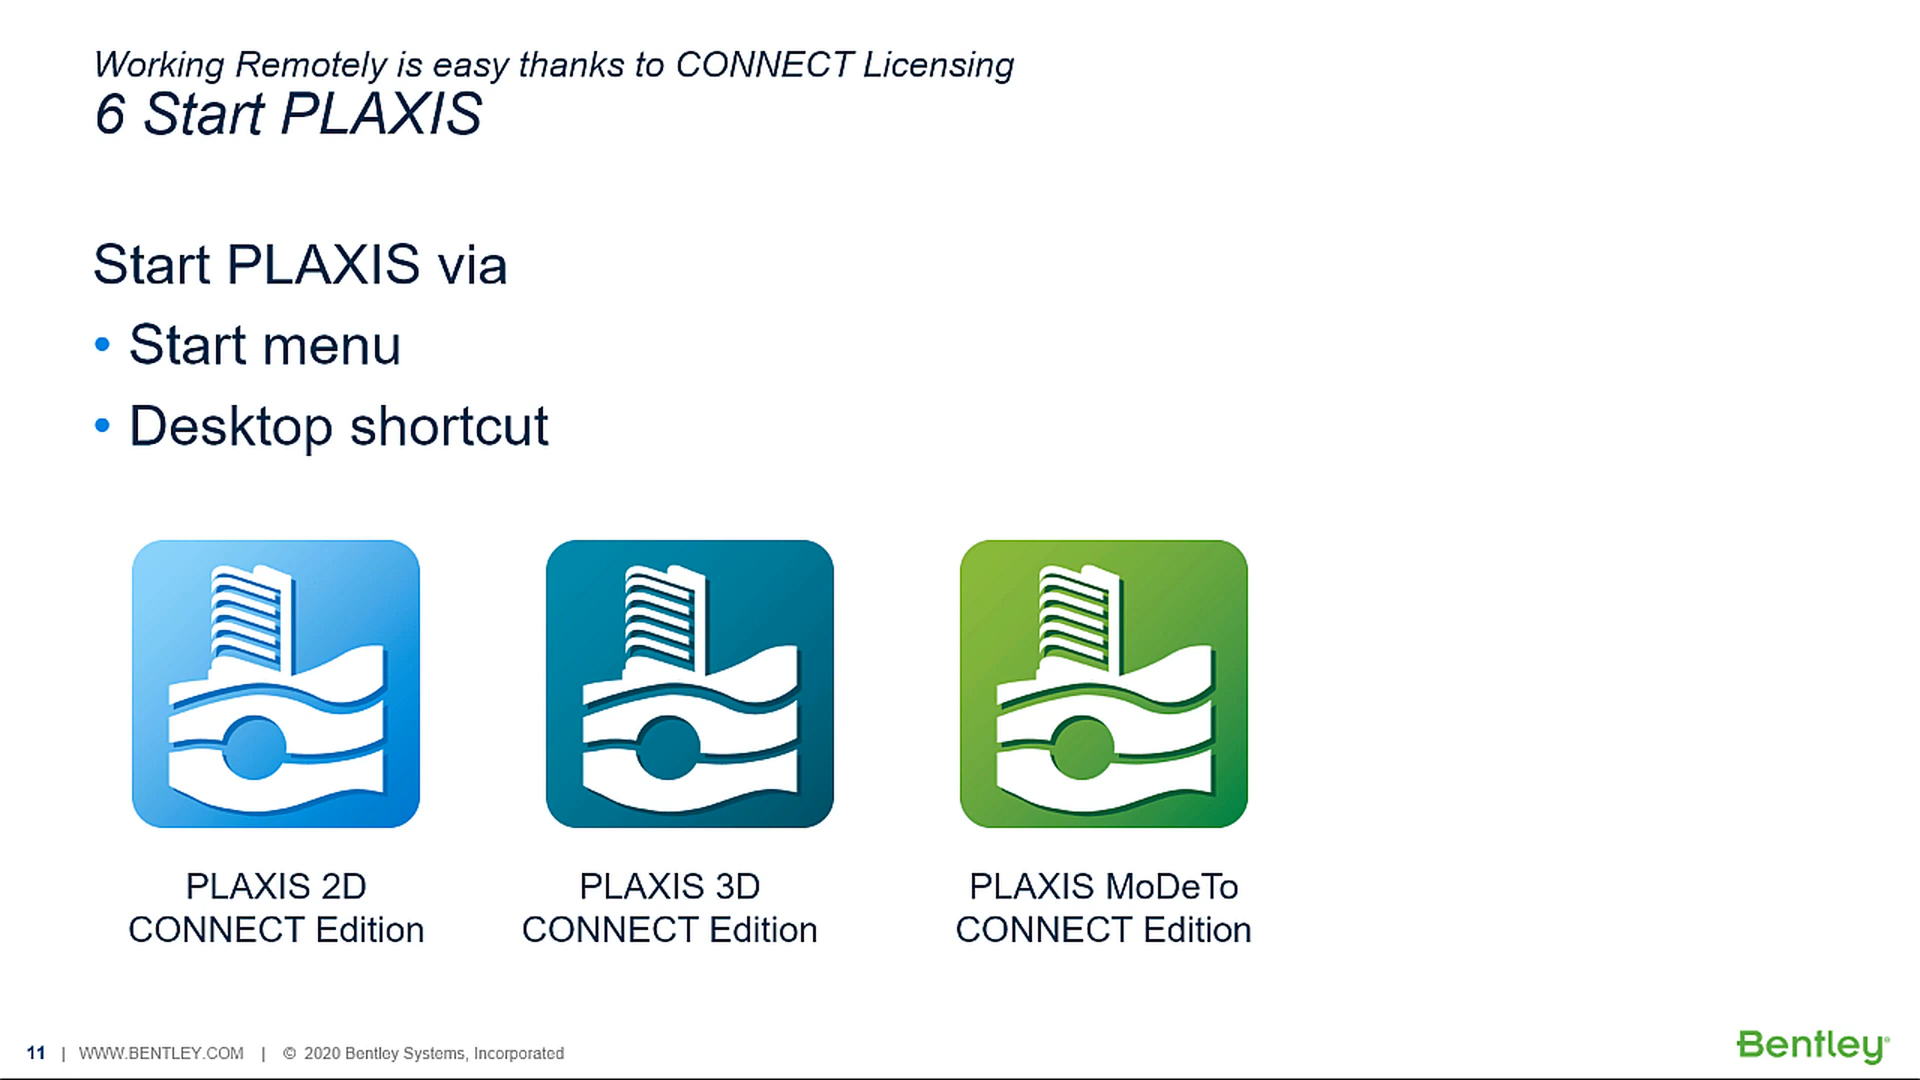 Working Remotely is easy thanks to CONNECT Licensing
6 Start PLAXIS
Start PLAXIS via
• Start menu
• Desktop shortcut
PLAXIS 2D
CONNECT Edition
PLAXIS 3D
CONNECT Edition
PLAXIS MoDeTo
CONNECT Edition
11 | WWW.BENTLEY.COM | © 2020 Bentley Systems, Incorporated
Bentley®